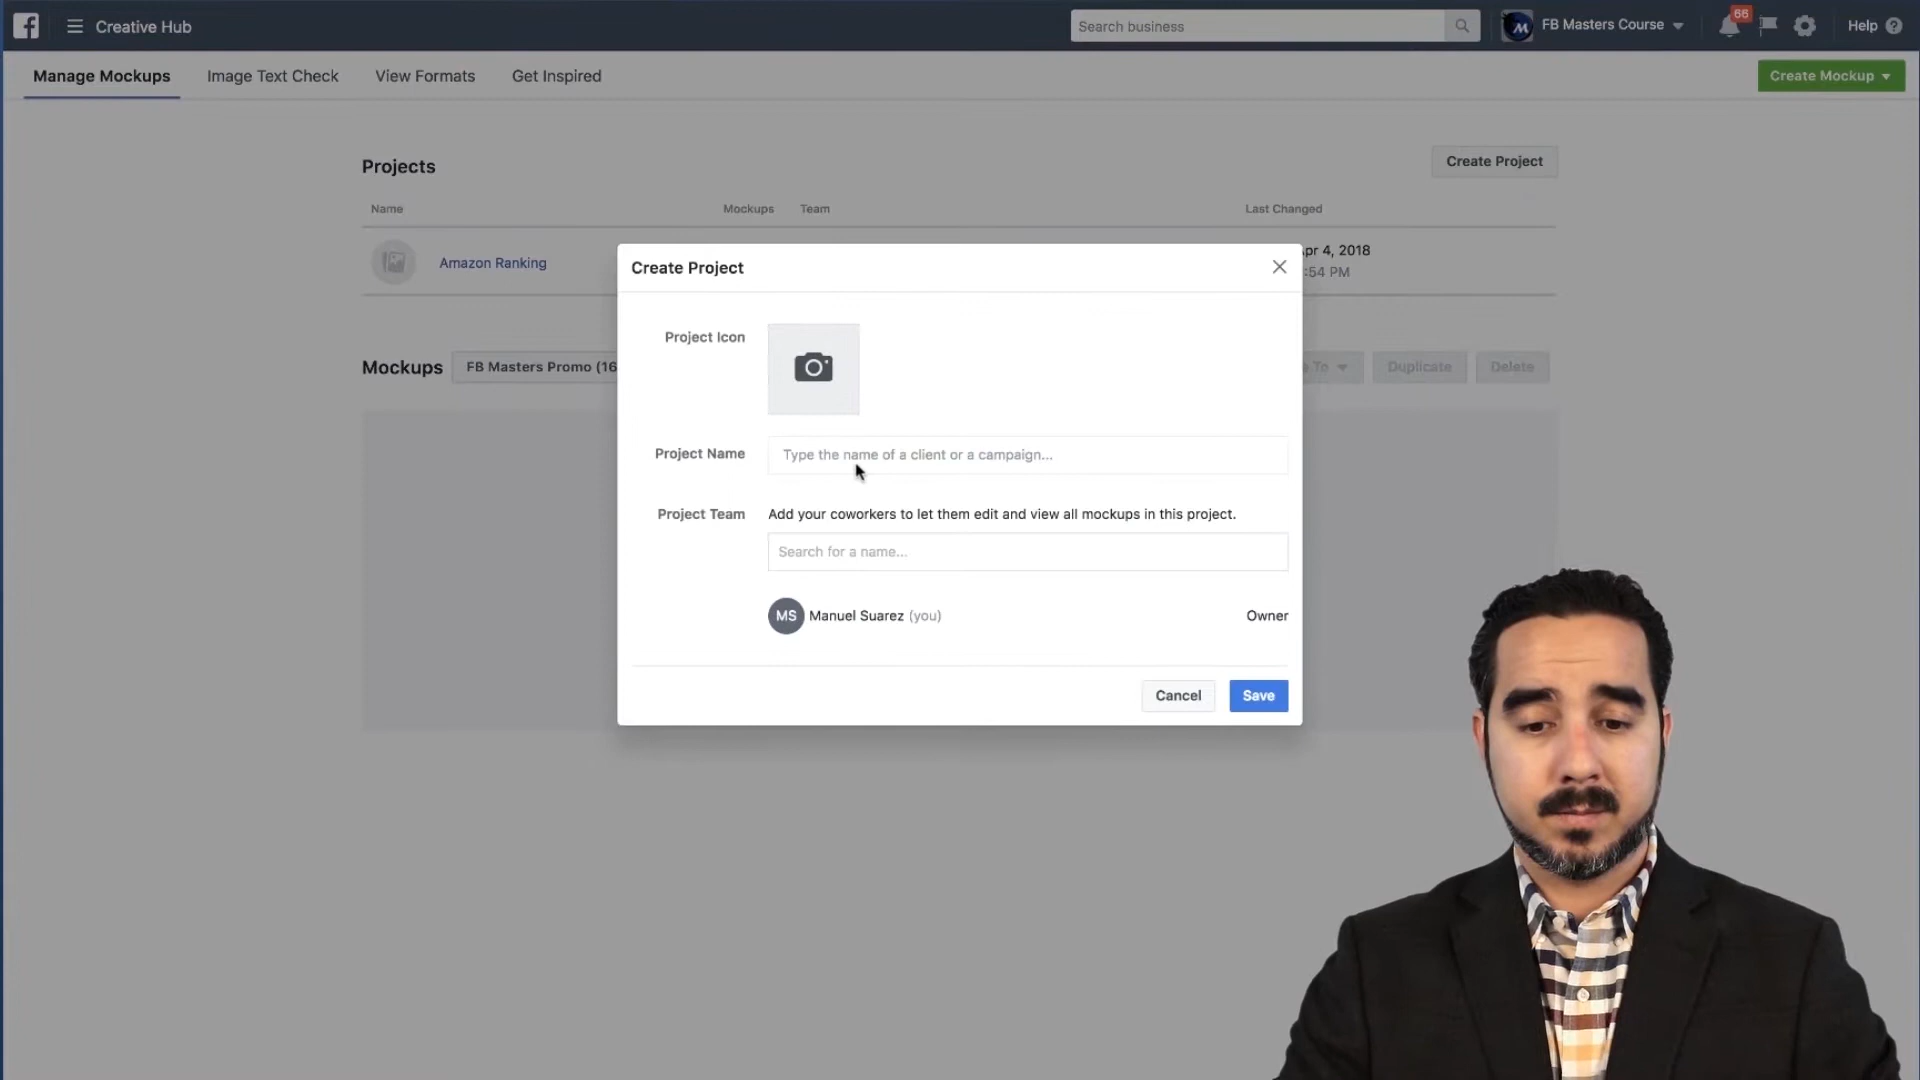 Creative Hub
Search business
FB Masters Course
66
Help
Manage Mockups
Image Text Check
View Formats
Get Inspired
Create Mockup
Projects
Create Project
Name
Mockups
Team
Last Changed
Amazon Ranking
pr 4, 2018
:54 PM
Mockups
FB Masters Promo (16
To
Duplicate
Delete
Create Project
Project Icon
Project Name
Type the name of a client or a campaign...
Project Team
Add your coworkers to let them edit and view all mockups in this project.
Search for a name...
MS
Manuel Suarez (you)
Owner
Cancel
Save